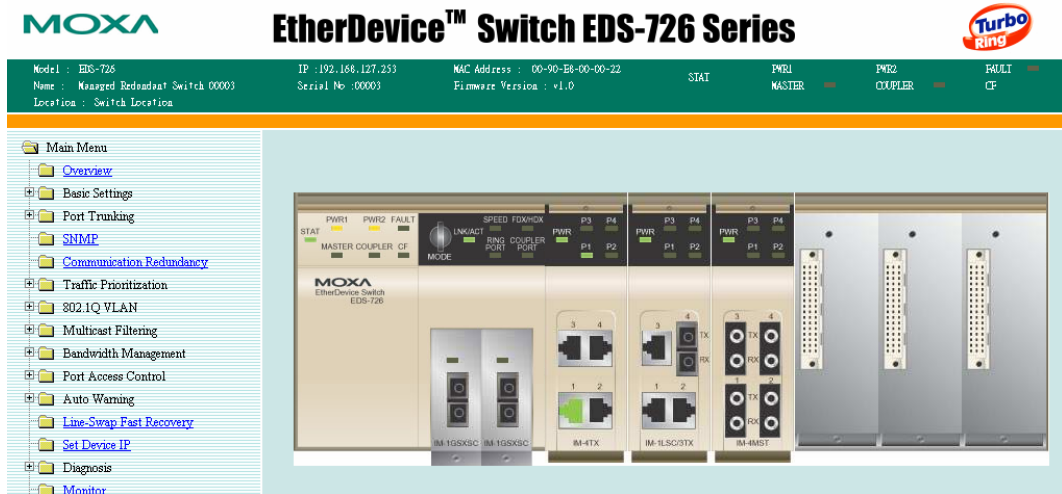 MOXA
EtherDevice™ Switch EDS-726 Series
Turbo Ring
Model : EDS-726
Name : Managed Redundant Switch 00003
Location : Switch Location
IP :192.168.127.253
Serial No :00003
MAC Address : 00-90-E8-00-00-22
Firmware Version : v1.0
STAT
PWR1
PWR2
FAULT
MASTER
COUPLER
CF
Main Menu
Overview
Basic Settings
Port Trunking
SNMP
Communication Redundancy
Traffic Prioritization
802.1Q VLAN
Multicast Filtering
Bandwidth Management
Port Access Control
Auto Warning
Line-Swap Fast Recovery
Set Device IP
Diagnosis
Monitor
PWR1 PWR2 FAULT
STAT
MASTER COUPLER CF
MOXA
EtherDevice Switch
EDS-726
SPEED FDX/HDX
LNK/ACT
RING PORT
COUPLER PORT
MODE
PWR
P3 P4
P1 P2
PWR
P3 P4
P1 P2
PWR
P3 P4
P1 P2
3 4
1 2
3
4
TX
RX
1 2
3 4
TX
RX
1 2
TX
RX
IM-1GSXSC
IM-1GSXSC
IM-4TX
IM-1LSC/3TX
IM-4MST